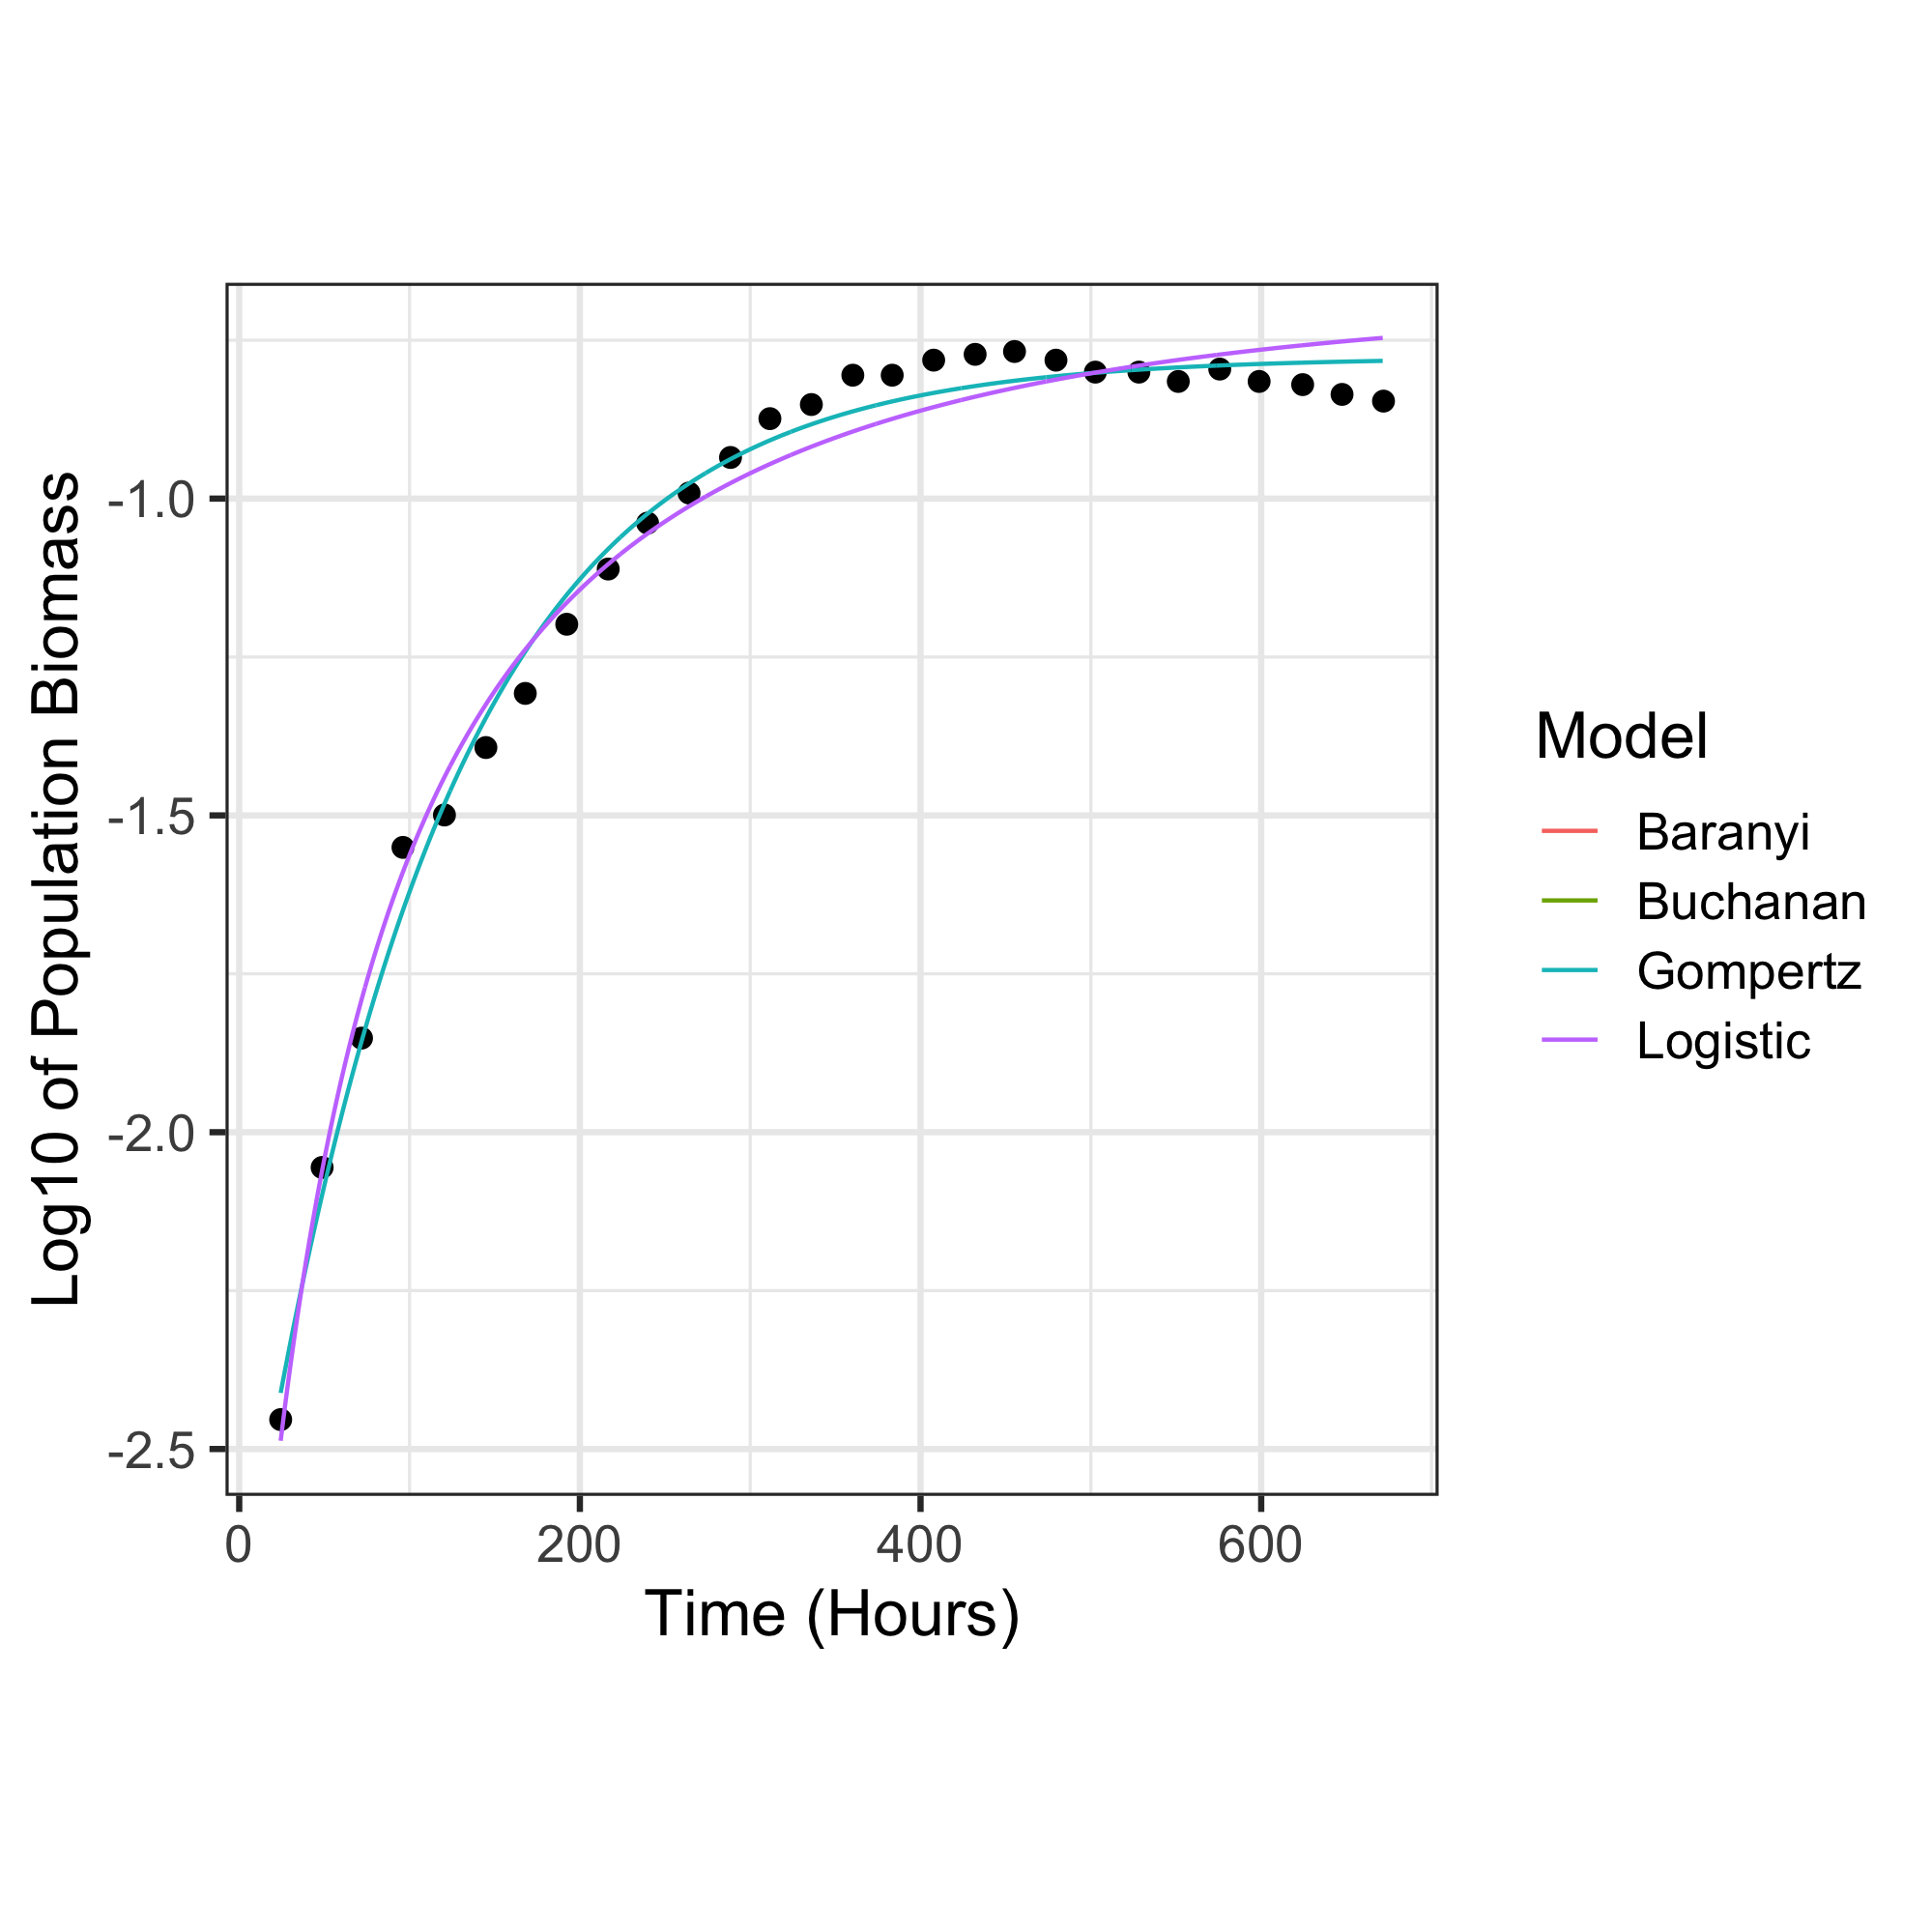 Log10 of Population Biomass
-1.0
-1.5
-2.0
-2.5
0 200 400 600
Time (Hours)
Model
Baranyi
Buchanan
Gompertz
Logistic